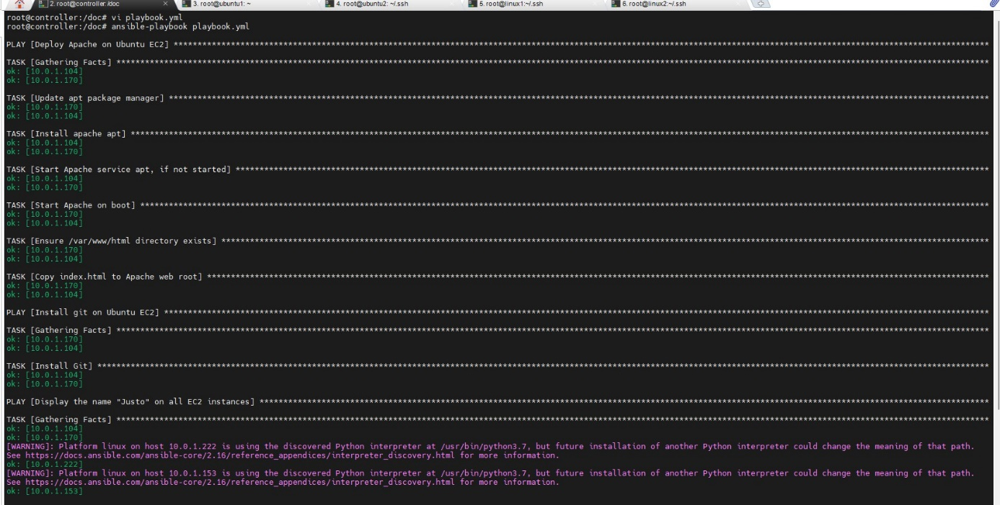 2. root@controller:/doc
3. root@ubuntu1: ~
4. root@ubuntu2: ~/.ssh
5. root@linux1:~/.ssh
6. root@linux2:~/.ssh
root@controller:/doc# vi playbook.yml
root@controller:/doc# ansible-playbook playbook.yml
PLAY [Deploy Apache on Ubuntu EC2] ****************************************************************
TASK [Gathering Facts] ****************************************************************
ok: [10.0.1.104]
ok: [10.0.1.170]
TASK [Update apt package manager] ****************************************************************
ok: [10.0.1.170]
ok: [10.0.1.104]
TASK [Install apache apt] ****************************************************************
ok: [10.0.1.104]
ok: [10.0.1.170]
TASK [Start Apache service apt, if not started] ****************************************************************
ok: [10.0.1.104]
ok: [10.0.1.170]
TASK [Start Apache on boot] ****************************************************************
ok: [10.0.1.170]
ok: [10.0.1.104]
TASK [Ensure /var/www/html directory exists] ****************************************************************
ok: [10.0.1.170]
ok: [10.0.1.104]
TASK [Copy index.html to Apache web root] ****************************************************************
ok: [10.0.1.170]
ok: [10.0.1.104]
PLAY [Install git on Ubuntu EC2] ****************************************************************
TASK [Gathering Facts] ****************************************************************
ok: [10.0.1.170]
ok: [10.0.1.104]
TASK [Install Git] ****************************************************************
ok: [10.0.1.104]
ok: [10.0.1.170]
PLAY [Display the name "Justo" on all EC2 instances] ****************************************************************
TASK [Gathering Facts] ****************************************************************
ok: [10.0.1.104]
ok: [10.0.1.170]
[WARNING]: Platform linux on host 10.0.1.222 is using the discovered Python interpreter at /usr/bin/python3.7, but future installation of another Python interpreter could change the meaning of that path.
See https://docs.ansible.com/ansible-core/2.16/reference_appendices/interpreter_discovery.html for more information.
ok: [10.0.1.222]
[WARNING]: Platform linux on host 10.0.1.153 is using the discovered Python interpreter at /usr/bin/python3.7, but future installation of another Python interpreter could change the meaning of that path.
See https://docs.ansible.com/ansible-core/2.16/reference_appendices/interpreter_discovery.html for more information.
ok: [10.0.1.153]